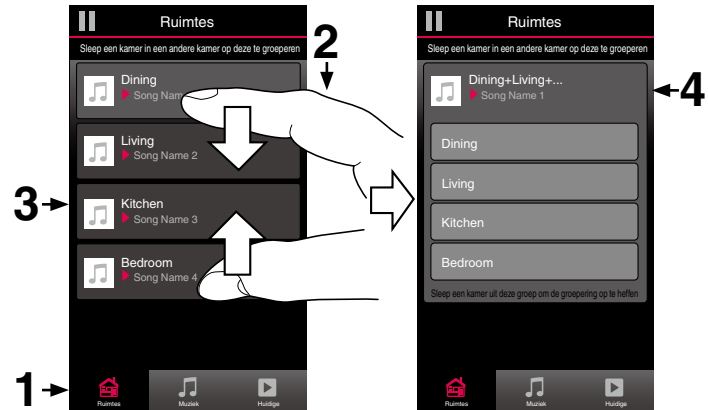 Ruimtes
Sleep een kamer in een andere kamer op deze te groeperen
2
Dining
Song Nam
Living
Song Name 2
3
Kitchen
Song Name 3
Bedroom
Song Name 4
1
Ruimtes
Muziek
Huidige
Ruimtes
Sleep een kamer in een andere kamer op deze te groeperen
Dining+Living+...
Song Name 1
4
Dining
Living
Kitchen
Bedroom
Sleep een kamer uit deze groep om de groepering op te heffen
Ruimtes
Muziek
Huidige